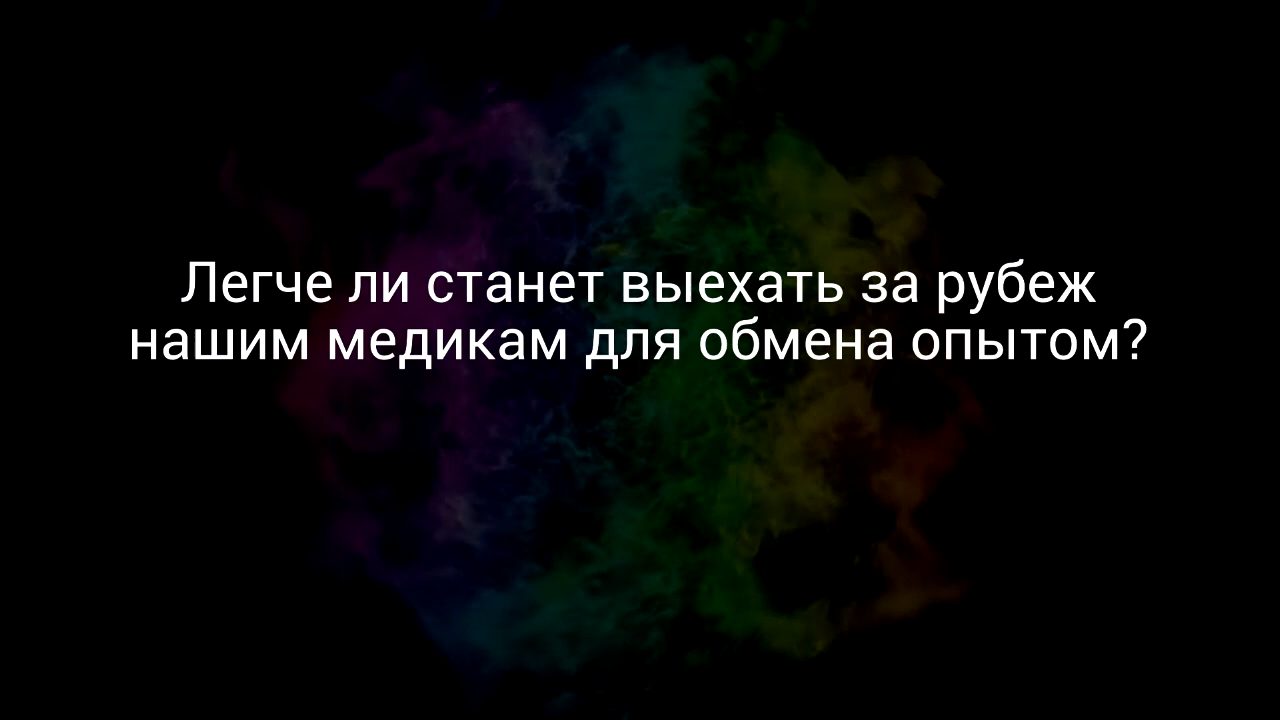 Легче ли станет выехать за рубеж
нашим медикам для обмена опытом?